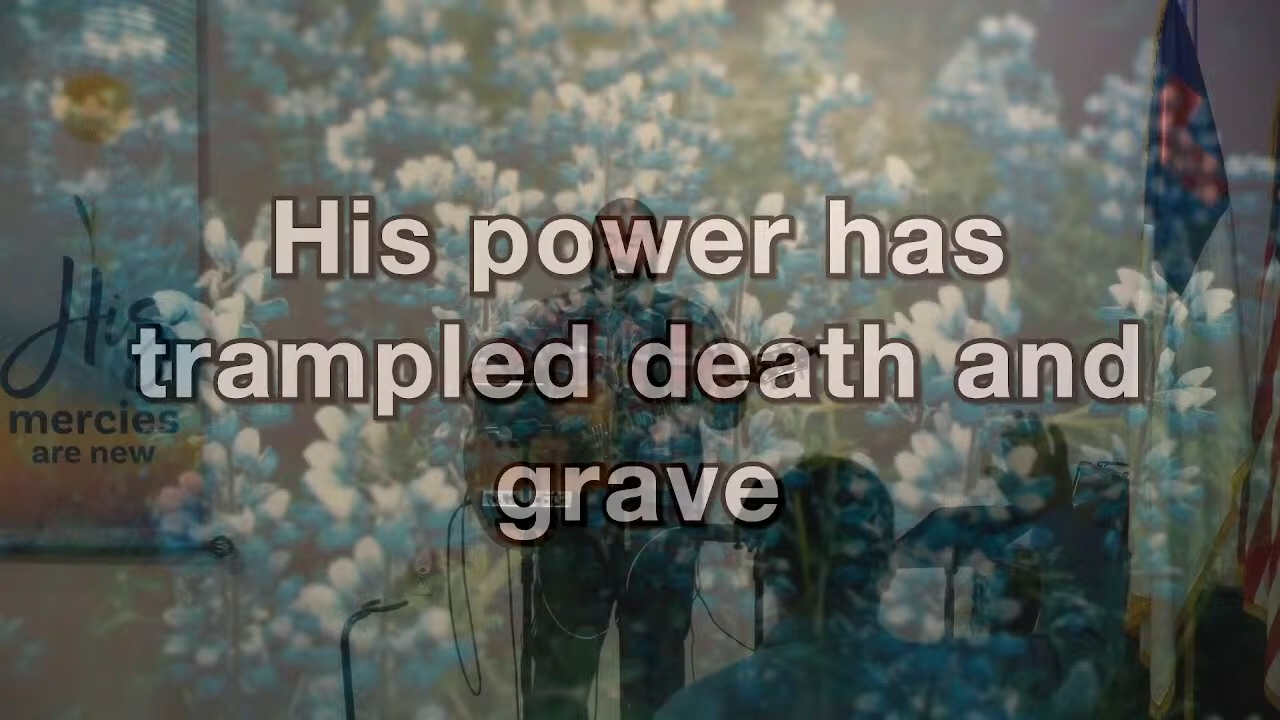 His power has
trampled death and
grave
His
mercies
are new